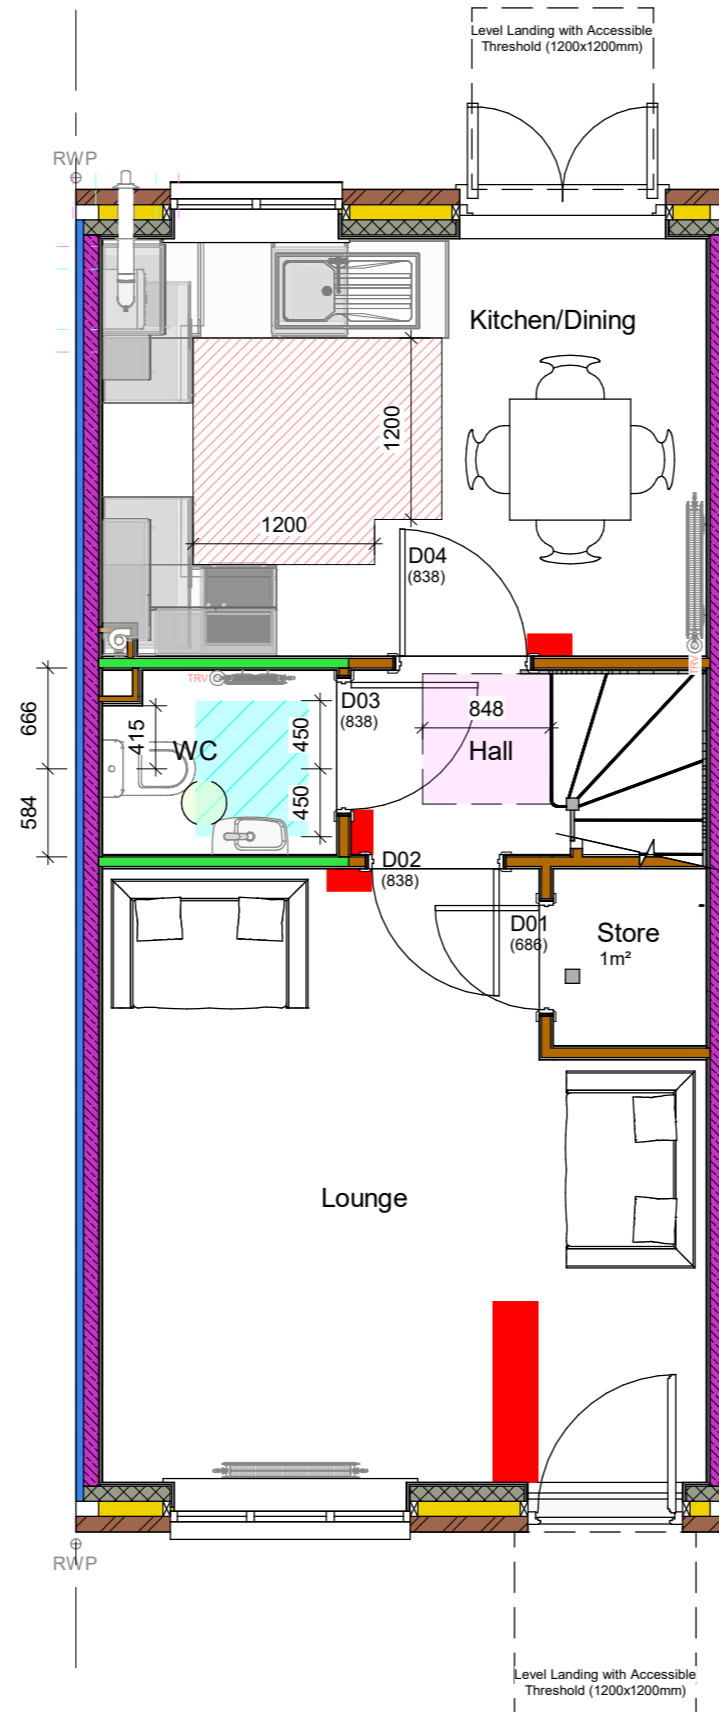 Level Landing with Accessible
Threshold (1200x1200mm)
RWP
Kitchen/Dining
1200
1200
D04
(838)
TRV
TRV
D03
(838)
848
Hall
666
415
WC
450
584
450
D02
(838)
D01
(686)
Store
1m²
Lounge
RWP
Level Landing with Accessible
Threshold (1200x1200mm)